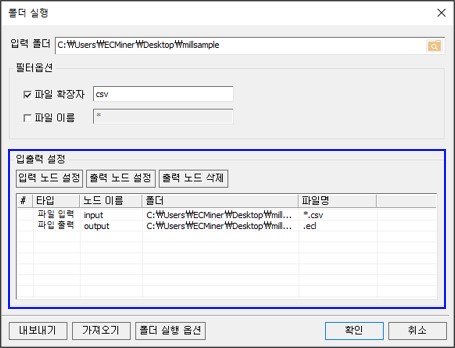 폴더 실행
입력 폴더 C:₩Users₩ECMiner₩Desktop₩millsample
필터옵션
파일 확장자 csv
파일 이름 *
입출력 설정
입력 노드 설정 출력 노드 설정 출력 노드 삭제
# 타입 노드 이름 폴더 파일명
파일 입력 input C:₩Users₩ECMiner₩Desktop₩mill... *.csv
파입 출력 output C:₩Users₩ECMiner₩Desktop₩mill... .ecl
내보내기 가져오기 폴더 실행 옵션 확인 취소